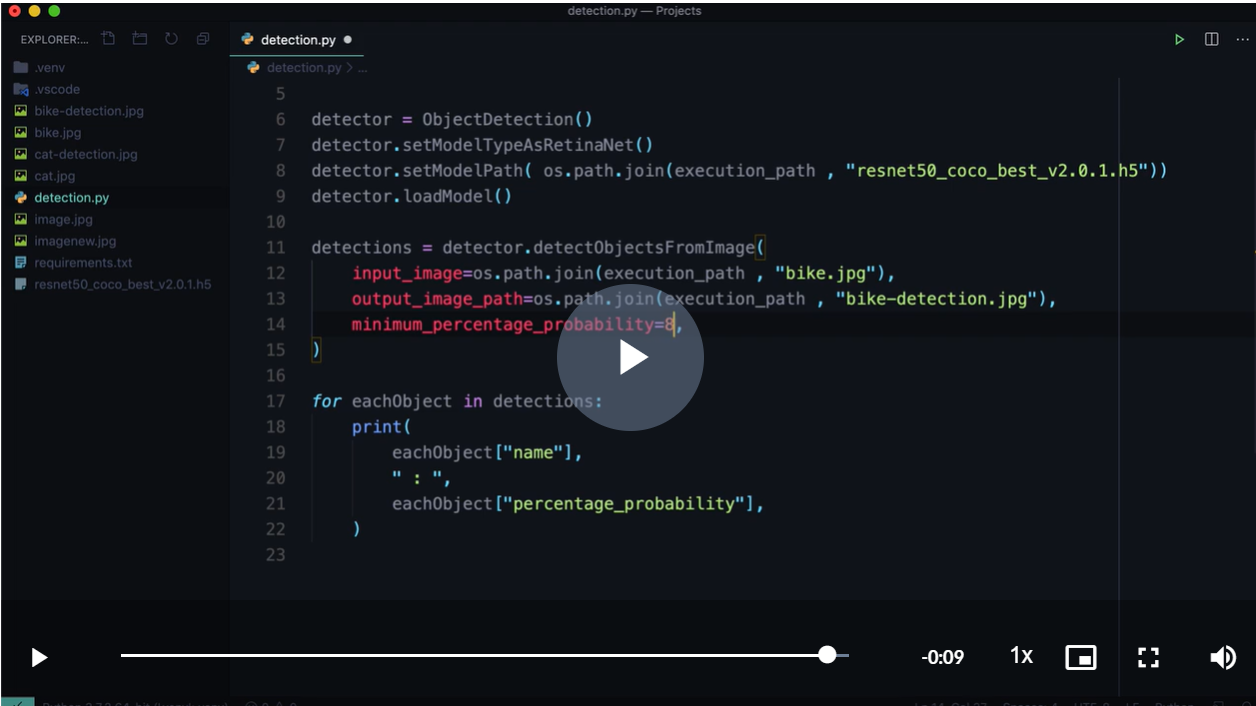 detection.py — Projects
EXPLORER:...
.venv
.vscode
bike-detection.jpg
bike.jpg
cat-detection.jpg
cat.jpg
detection.py
image.jpg
imagenew.jpg
requirements.txt
resnet50_coco_best_v2.0.1.h5
detection.py
detection.py > ...
5
6 detector = ObjectDetection()
7 detector.setModelTypeAsRetinaNet()
8 detector.setModelPath( os.path.join(execution_path , "resnet50_coco_best_v2.0.1.h5"))
9 detector.loadModel()
10
11 detections = detector.detectObjectsFromImage(
12 input_image=os.path.join(execution_path , "bike.jpg"),
13 output_image_path=os.path.join(execution_path , "bike-detection.jpg"),
14 minimum_percentage_probability=8,
15 )
16
17 for eachObject in detections:
18 print(
19 eachObject["name"],
20 " : ",
21 eachObject["percentage_probability"],
22 )
23
-0:09
1x